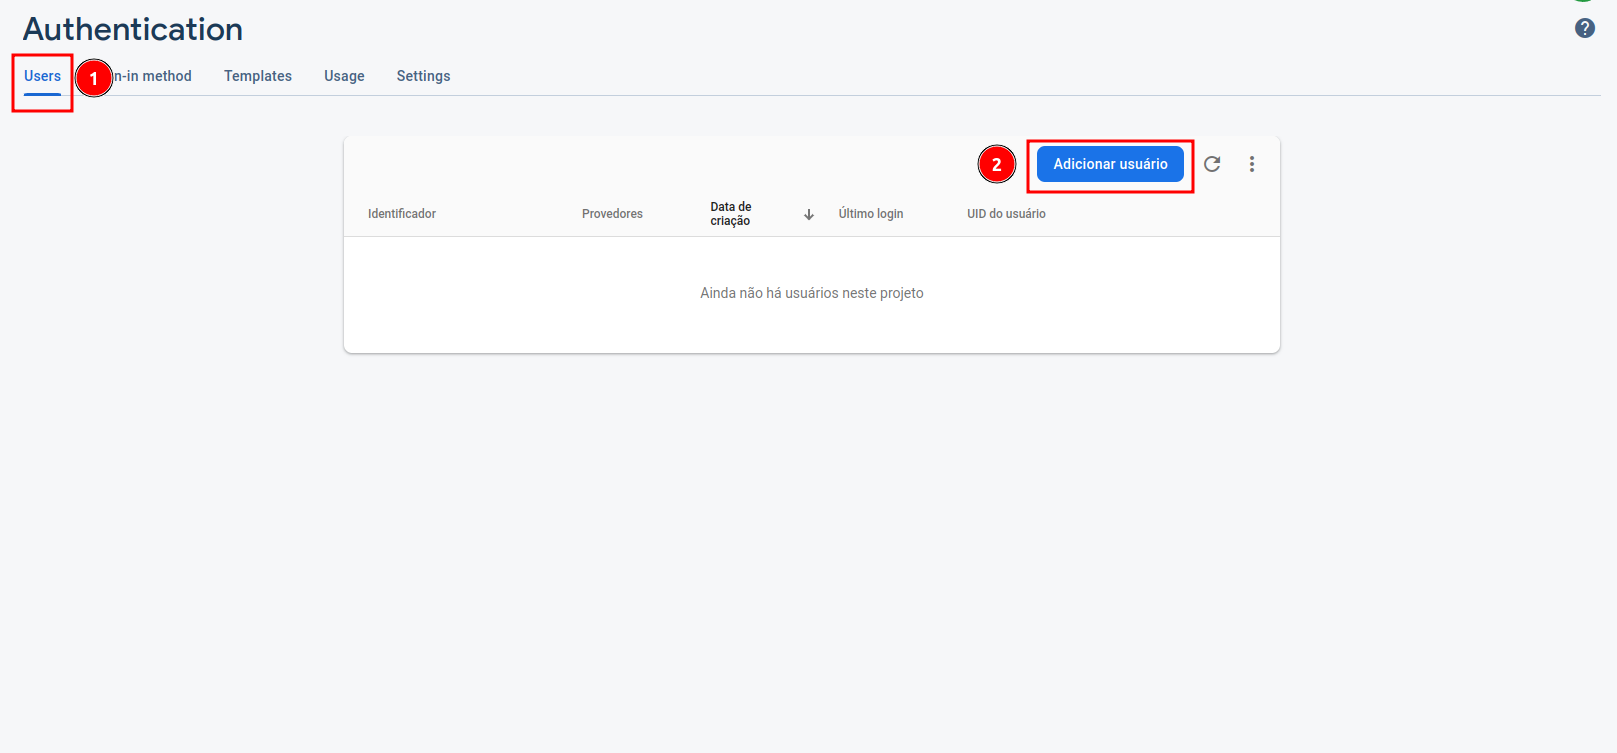 Authentication
Users 1 n-in method Templates Usage Settings
2 Adicionar usuário
Identificador Provedores Data de criação Último login UID do usuário
Ainda não há usuários neste projeto
?